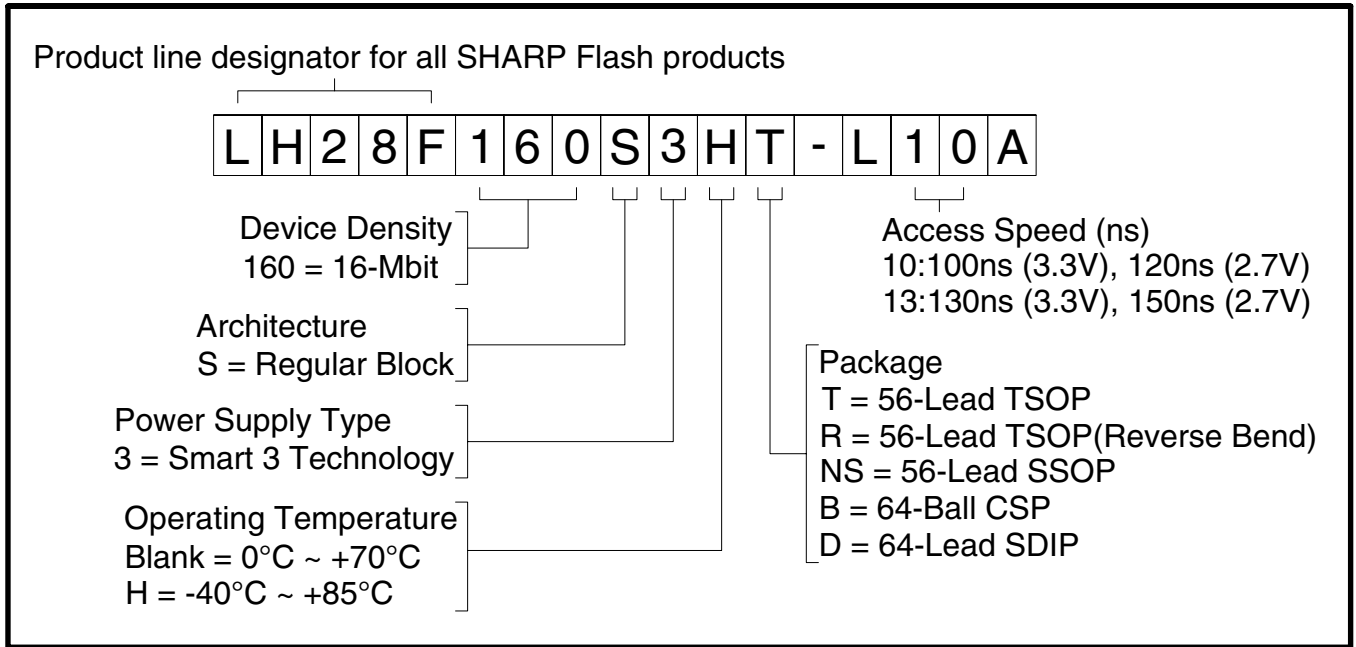 Product line designator for all SHARP Flash products
LH28F160S3HT-L10A
Device Density
160 = 16-Mbit
Architecture
S = Regular Block
Power Supply Type
3 = Smart 3 Technology
Operating Temperature
Blank = 0°C ~ +70°C
H = -40°C ~ +85°C
Access Speed (ns)
10:100ns (3.3V), 120ns (2.7V)
13:130ns (3.3V), 150ns (2.7V)
Package
T = 56-Lead TSOP
R = 56-Lead TSOP(Reverse Bend)
NS = 56-Lead SSOP
B = 64-Ball CSP
D = 64-Lead SDIP